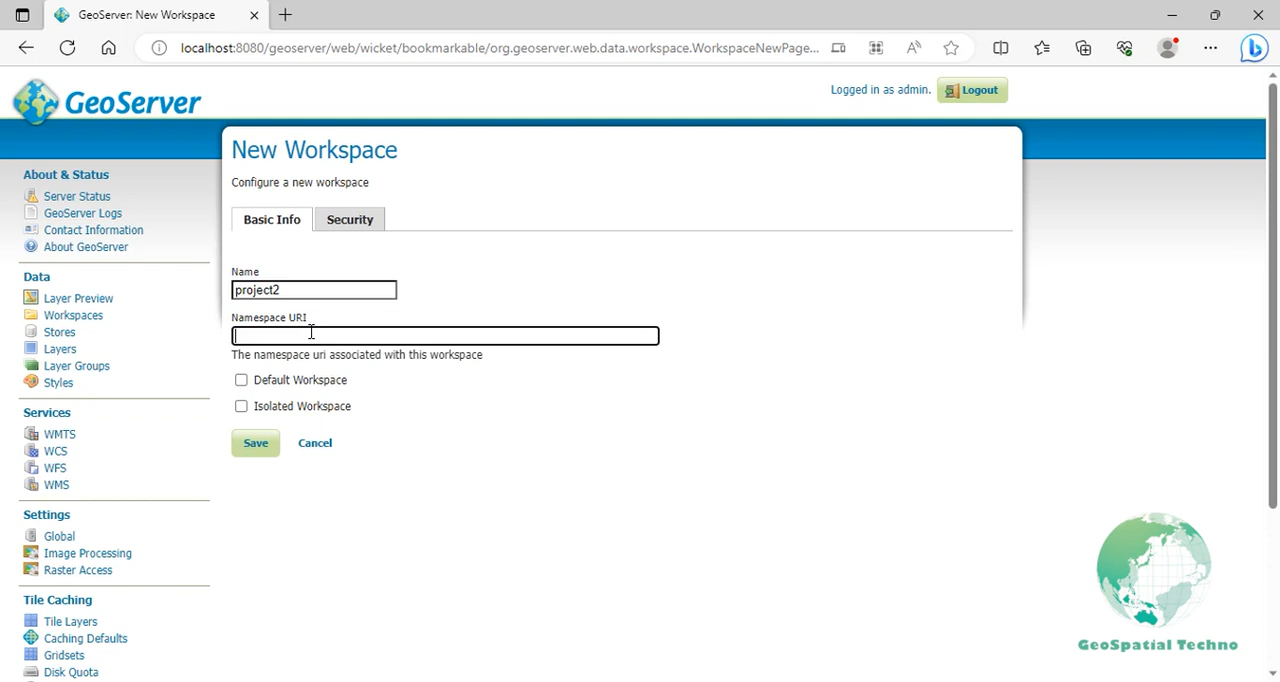 GeoServer: New Workspace
localhost:8080/geoserver/web/wicket/bookmarkable/org.geoserver.web.data.workspace.WorkspaceNewPage...
GeoServer
Logged in as admin.
Logout
New Workspace
Configure a new workspace
Basic Info
Security
Name
project2
Namespace URI
The namespace uri associated with this workspace
Default Workspace
Isolated Workspace
Save
Cancel
About & Status
Server Status
GeoServer Logs
Contact Information
About GeoServer
Data
Layer Preview
Workspaces
Stores
Layers
Layer Groups
Styles
Services
WMTS
WCS
WFS
WMS
Settings
Global
Image Processing
Raster Access
Tile Caching
Tile Layers
Caching Defaults
Gridsets
Disk Quota
GeoSpatial Techno